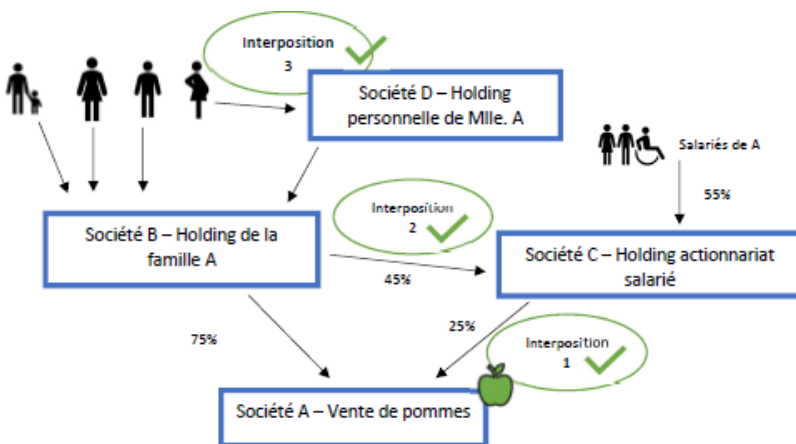 Interposition
3
Société D – Holding
personnelle de Mlle. A
Salariés de A
55%
Société B – Holding de la
famille A
Interposition
2
45%
Société C – Holding actionnariat
salarié
75%
25%
Interposition
1
Société A – Vente de pommes